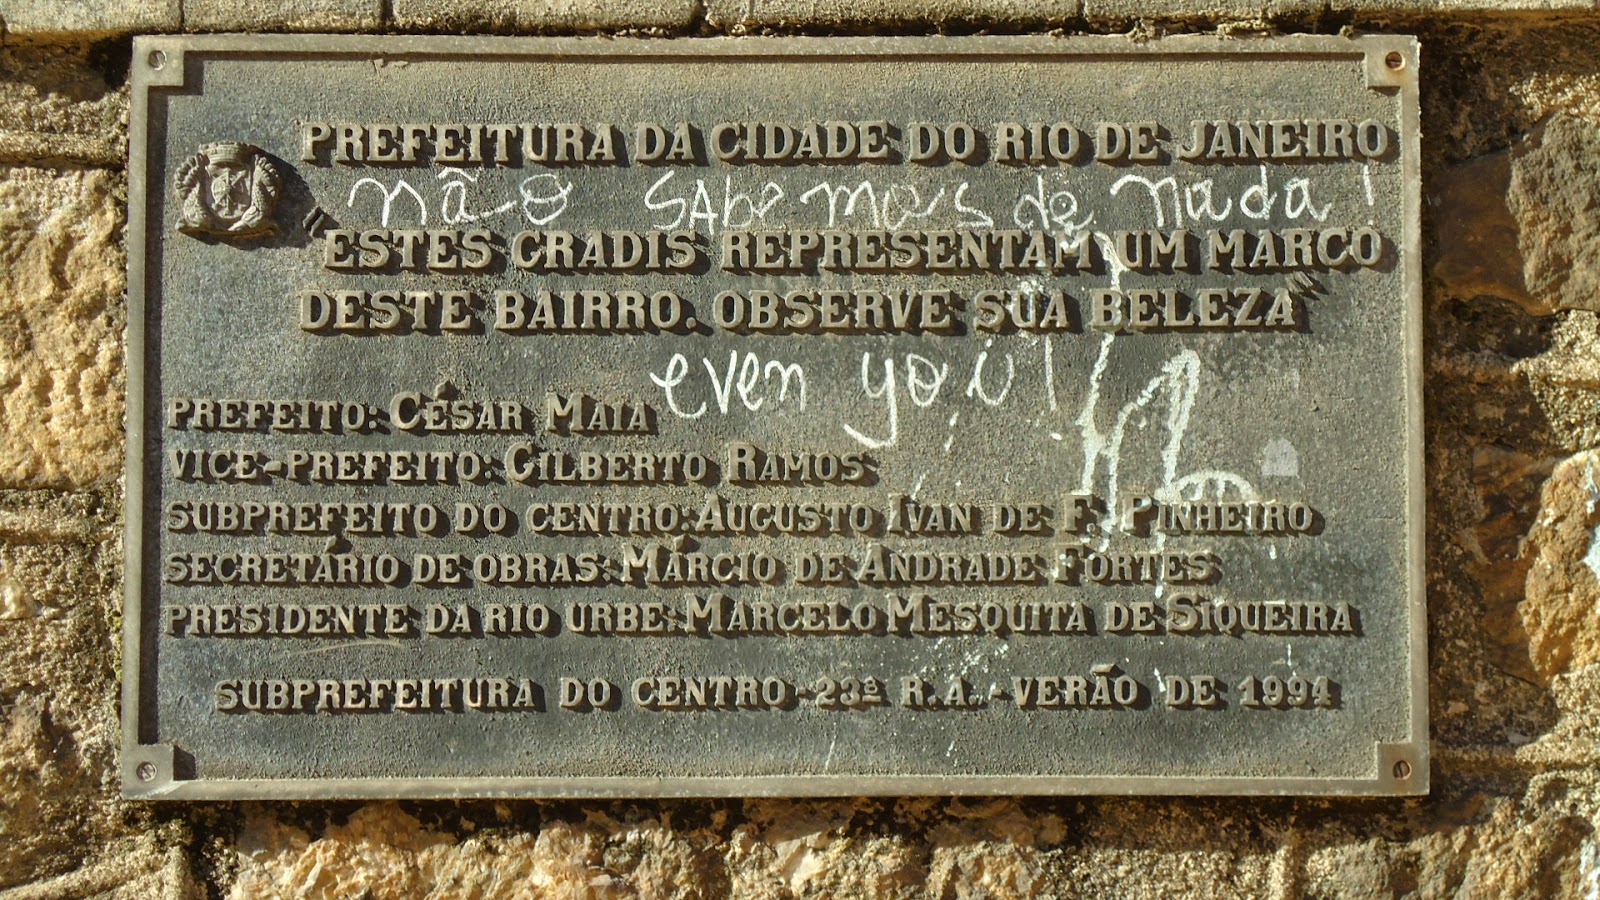 PREFEITURA DA CIDADE DO RIO DE JANEIRO
não SAbemos de nada!
"ESTES GRADIS REPRESENTAM UM MARCO
DESTE BAIRRO. OBSERVE SUA BELEZA"
even you!
PREFEITO: CÉSAR MAIA
VICE-PREFEITO: GILBERTO RAMOS
SUBPREFEITO DO CENTRO: AUGUSTO IVAN DE F. PINHEIRO
SECRETÁRIO DE OBRAS: MÁRCIO DE ANDRADE FORTES
PRESIDENTE DA RIO URBE: MARCELO MESQUITA DE SIQUEIRA
SUBPREFEITURA DO CENTRO - 23ª R.A. - VERÃO DE 1994